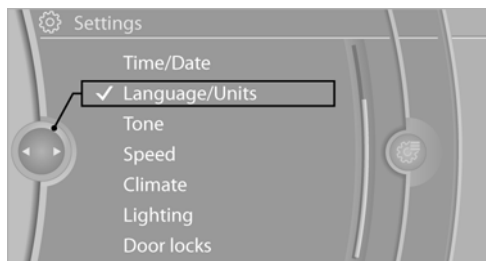 Settings
Time/Date
Language/Units
Tone
Speed
Climate
Lighting
Door locks